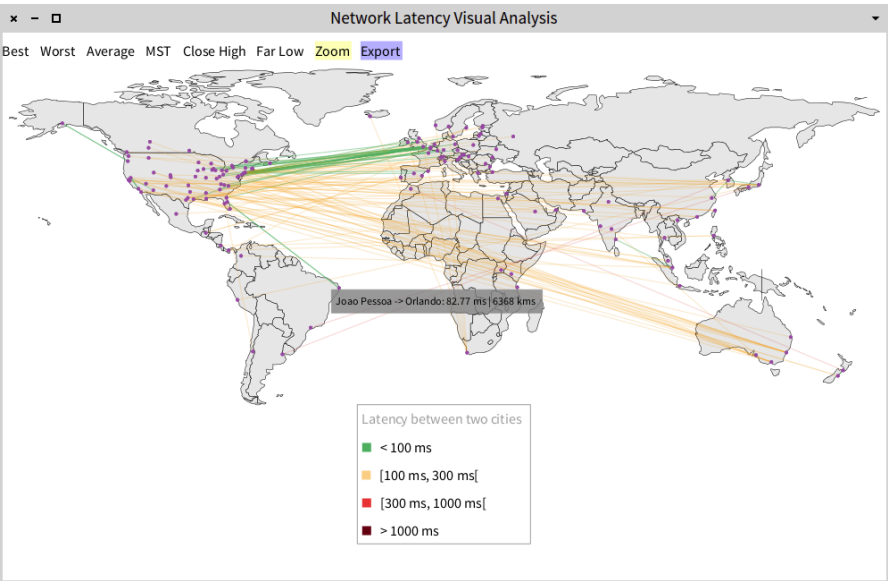 Network Latency Visual Analysis
Best Worst Average MST Close High Far Low Zoom Export
Joao Pessoa -> Orlando: 82.77 ms | 6368 kms
Latency between two cities
< 100 ms
[100 ms, 300 ms[
[300 ms, 1000 ms[
> 1000 ms